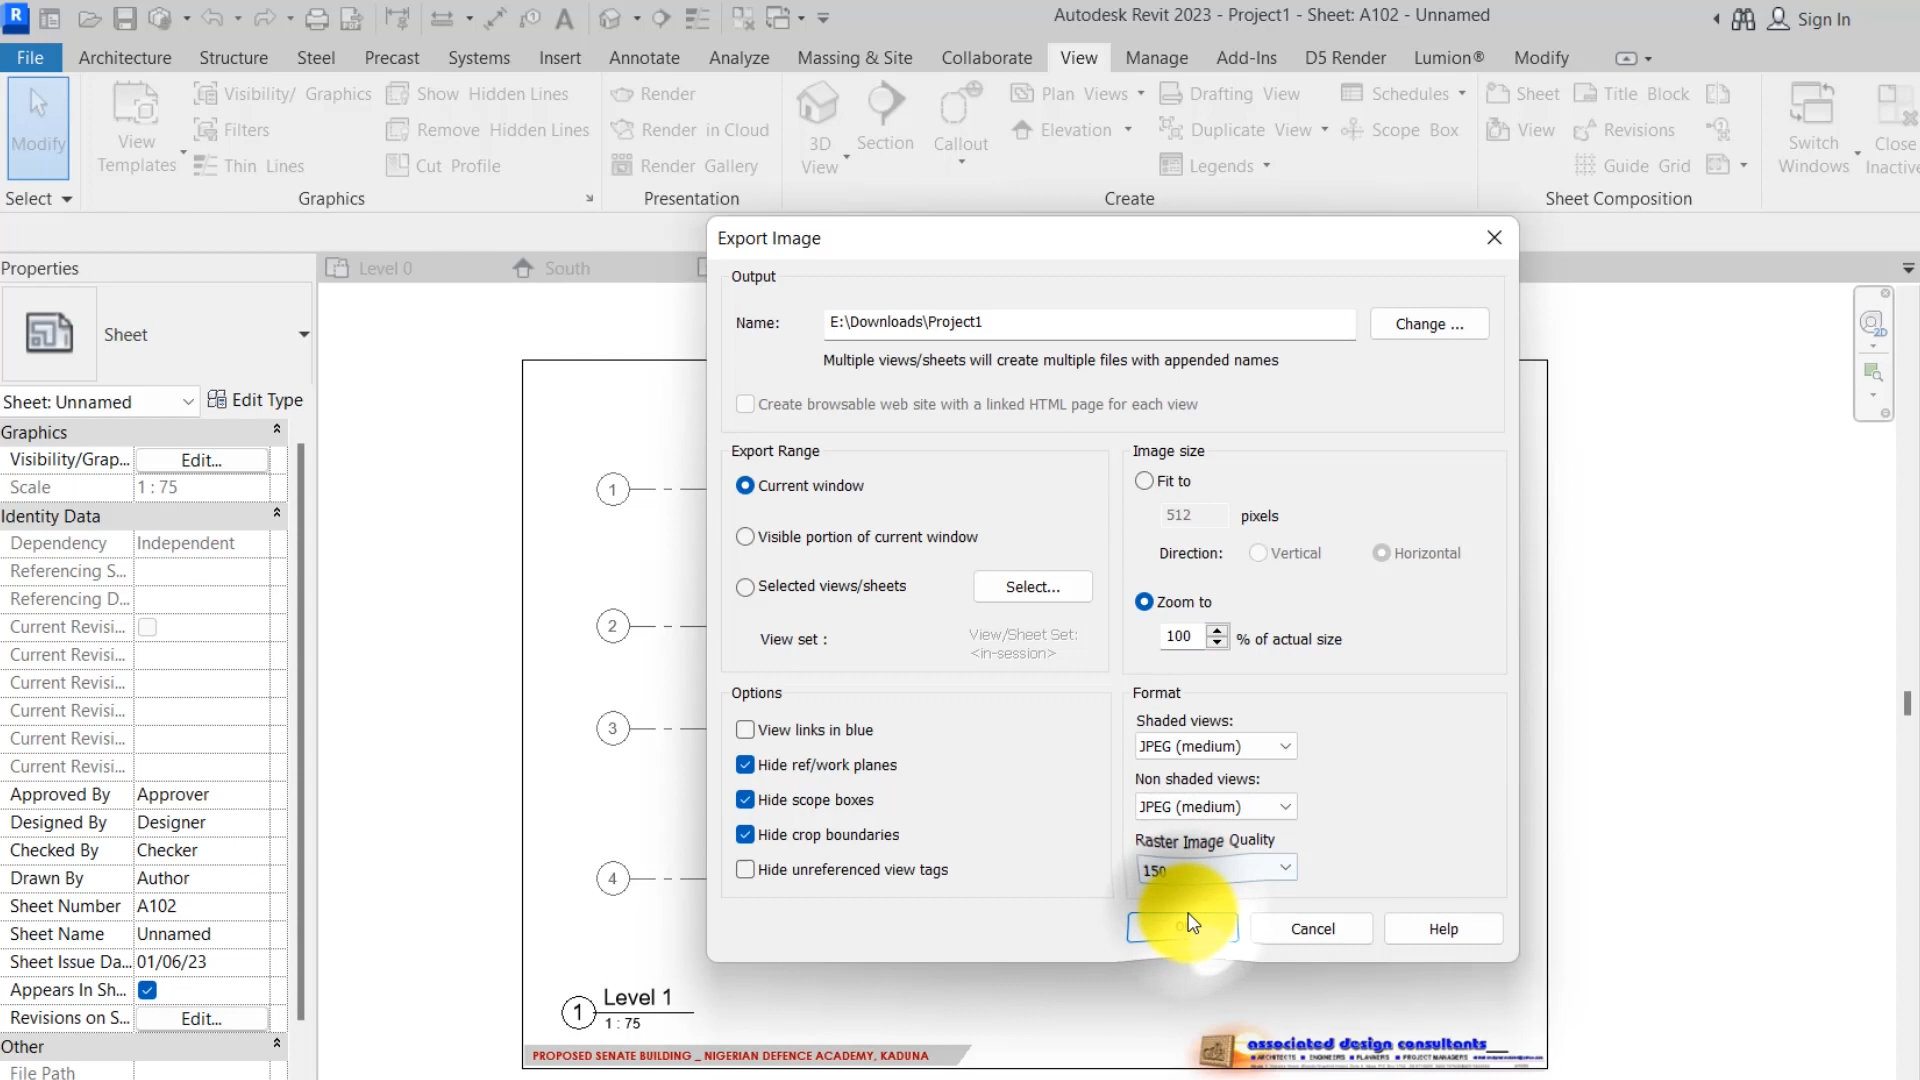 Autodesk Revit 2023 - Project1 - Sheet: A102 - Unnamed
Sign In
File Architecture Structure Steel Precast Systems Insert Annotate Analyze Massing & Site Collaborate View Manage Add-Ins D5 Render Lumion® Modify
Modify
Select
View Templates
Visibility/ Graphics
Filters
Thin Lines
Show Hidden Lines
Remove Hidden Lines
Cut Profile
Graphics
Render
Render in Cloud
Render Gallery
Presentation
3D View
Section
Callout
Plan Views
Elevation
Drafting View
Duplicate View
Legends
Schedules
Scope Box
Create
Sheet
View
Title Block
Revisions
Guide Grid
Sheet Composition
Switch Windows
Close Inactive
Properties
Level 0
South
Sheet
Sheet: Unnamed
Edit Type
Graphics
Visibility/Grap... Edit...
Scale 1 : 75
Identity Data
Dependency Independent
Referencing S...
Referencing D...
Current Revisi...
Current Revisi...
Current Revisi...
Current Revisi...
Current Revisi...
Current Revisi...
Approved By Approver
Designed By Designer
Checked By Checker
Drawn By Author
Sheet Number A102
Sheet Name Unnamed
Sheet Issue Da... 01/06/23
Appears In Sh...
Revisions on S... Edit...
Other
File Path
1
2
3
4
1 Level 1
1 : 75
PROPOSED SENATE BUILDING _ NIGERIAN DEFENCE ACADEMY, KADUNA
associated design consultants__
ARCHITECTS ENGINEERS PLANNERS PROJECT MANAGERS
Export Image
Output
Name: E:\Downloads\Project1 Change ...
Multiple views/sheets will create multiple files with appended names
Create browsable web site with a linked HTML page for each view
Export Range
Current window
Visible portion of current window
Selected views/sheets Select...
View set : View/Sheet Set:
<in-session>
Image size
Fit to
512 pixels
Direction: Vertical Horizontal
Zoom to
100 % of actual size
Options
View links in blue
Hide ref/work planes
Hide scope boxes
Hide crop boundaries
Hide unreferenced view tags
Format
Shaded views:
JPEG (medium)
Non shaded views:
JPEG (medium)
Raster Image Quality
150
Cancel Help
2D